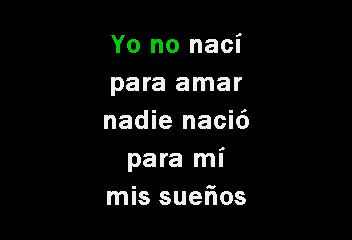 Yo no nací
para amar
nadie nació
para mí
mis sueños